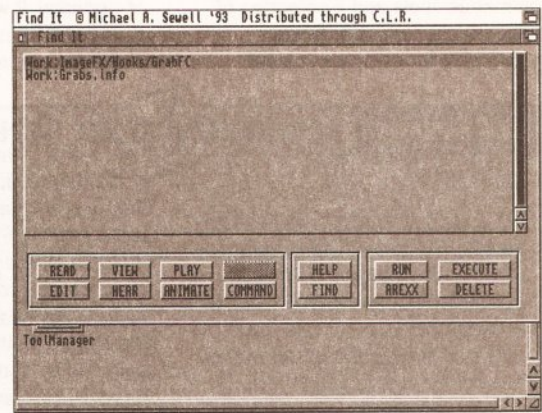 Find It © Michael A. Sewell '93 Distributed through C.L.R.
Find It
Work:ImageFX/Hooks/GrabFC
Work:Grabs.info
READ VIEW PLAY HELP RUN EXECUTE
EDIT HEAR ANIMATE COMMAND FIND AREXX DELETE
ToolManager